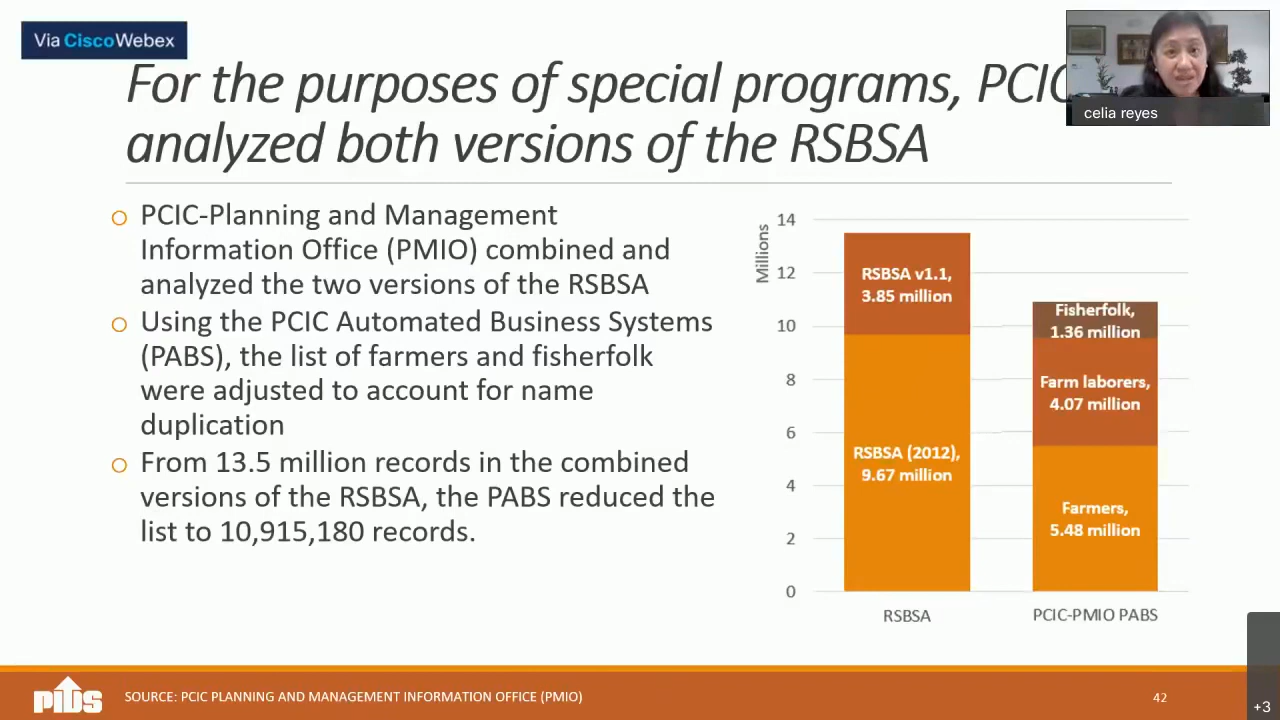 Via CiscoWebex
For the purposes of special programs, PCIC
analyzed both versions of the RSBSA
celia reyes
PCIC-Planning and Management
Information Office (PMIO) combined and
analyzed the two versions of the RSBSA
Using the PCIC Automated Business Systems
(PABS), the list of farmers and fisherfolk
were adjusted to account for name
duplication
From 13.5 million records in the combined
versions of the RSBSA, the PABS reduced the
list to 10,915,180 records.
Millions
14
12
10
8
6
4
2
0
RSBSA v1.1,
3.85 million
RSBSA (2012),
9.67 million
Fisherfolk,
1.36 million
Farm laborers,
4.07 million
Farmers,
5.48 million
RSBSA
PCIC-PMIO PABS
PIDS
SOURCE: PCIC PLANNING AND MANAGEMENT INFORMATION OFFICE (PMIO)
42
+3